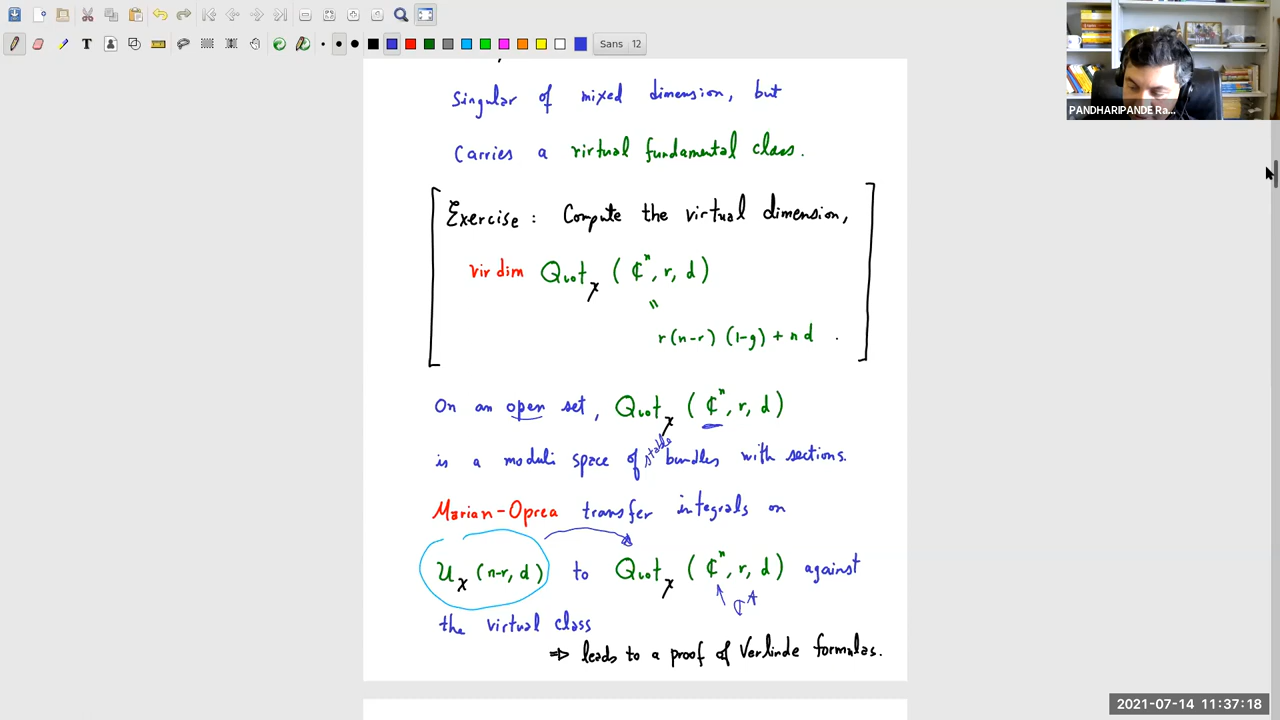 Sans 12
PANDHARIPANDE Ra...
Singular of mixed dimension, but
Carries a virtual fundamental class.
Exercise : Compute the virtual dimension,
vir dim Quot_X ( ℂ^n, r, d )
"
r(n-r) (1-g) + nd .
On an open set, Quot_X ( ℂ^n, r, d )
is a moduli space of stable bundles with sections.
Marian-Oprea transfer integrals on
U_X (n-r, d) to Quot_X ( ℂ^n, r, d ) against
the virtual class
⇒ leads to a proof of Verlinde formulas.
2021-07-14 11:37:18